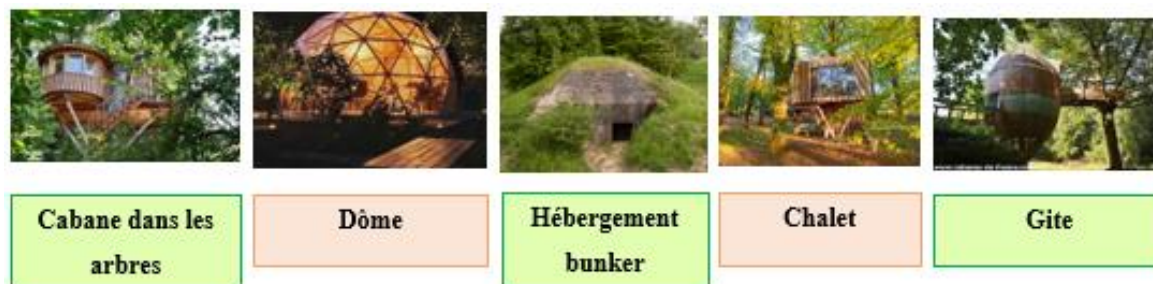 Cabane dans les
arbres
Dôme
Hébergement
bunker
Chalet
Gite